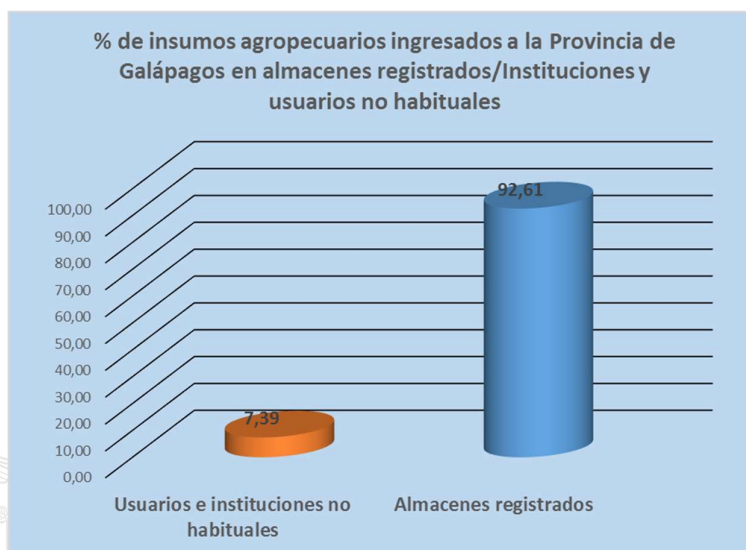 % de insumos agropecuarios ingresados a la Provincia de
Galápagos en almacenes registrados/Instituciones y
usuarios no habituales
100,00
90,00
80,00
70,00
60,00
50,00
40,00
30,00
20,00
10,00
0,00
7,39
92,61
Usuarios e instituciones no
habituales
Almacenes registrados